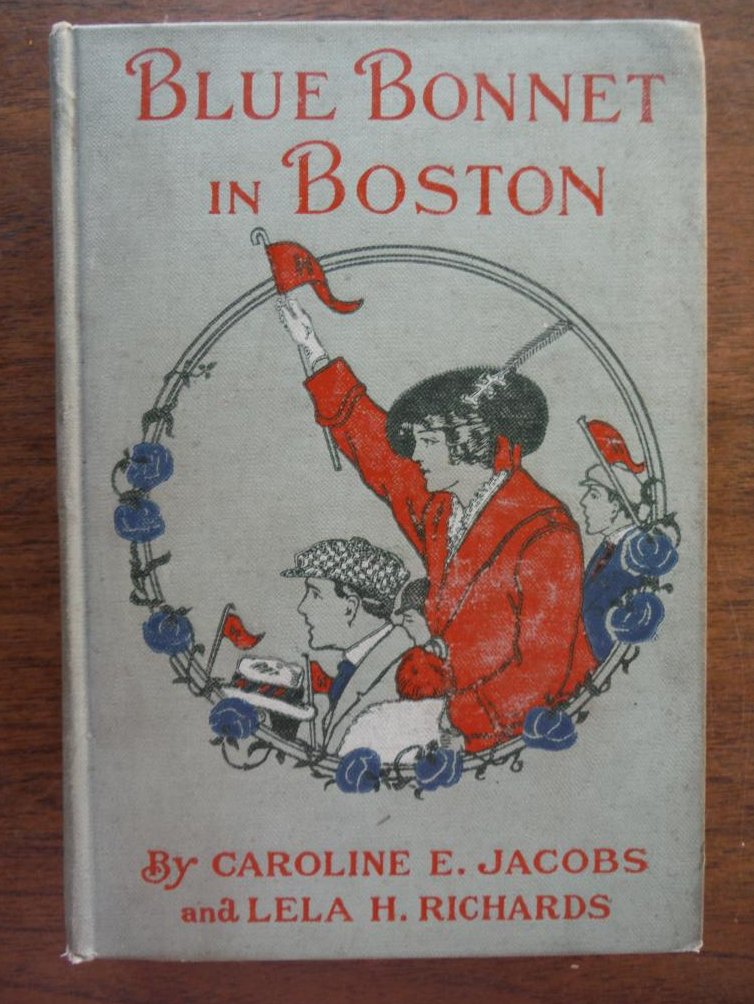 BLUE BONNET
IN BOSTON
H
By CAROLINE E. JACOBS
and LELA H. RICHARDS